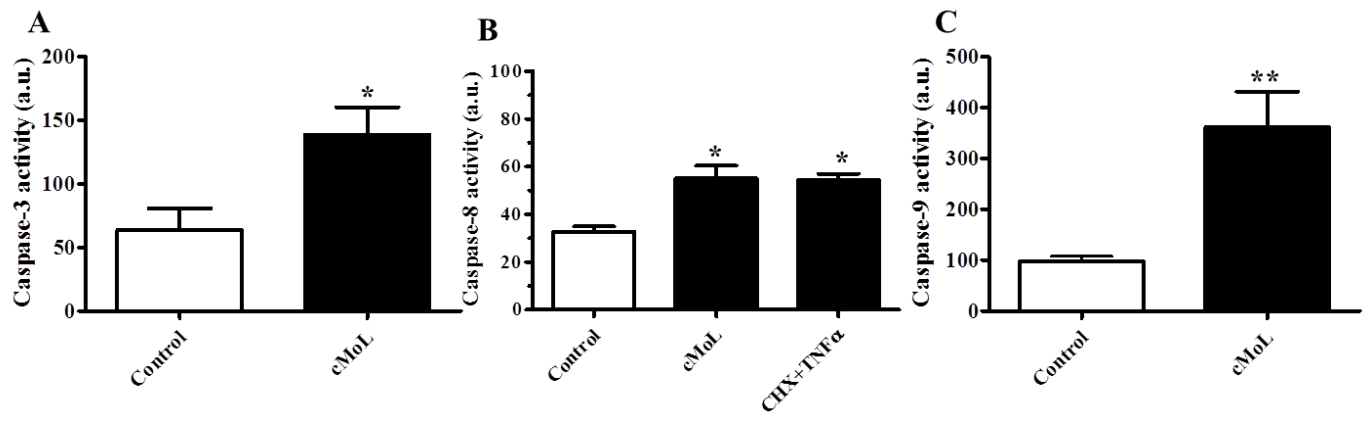 A
Caspase-3 activity (a.u.)
200
150
100
50
0
*
Control
cMoL
B
Caspase-8 activity (a.u.)
100
80
60
40
20
0
*
*
Control
cMoL
CHX+TNFα
C
Caspase-9 activity (a.u.)
500
400
300
200
100
0
**
Control
cMoL